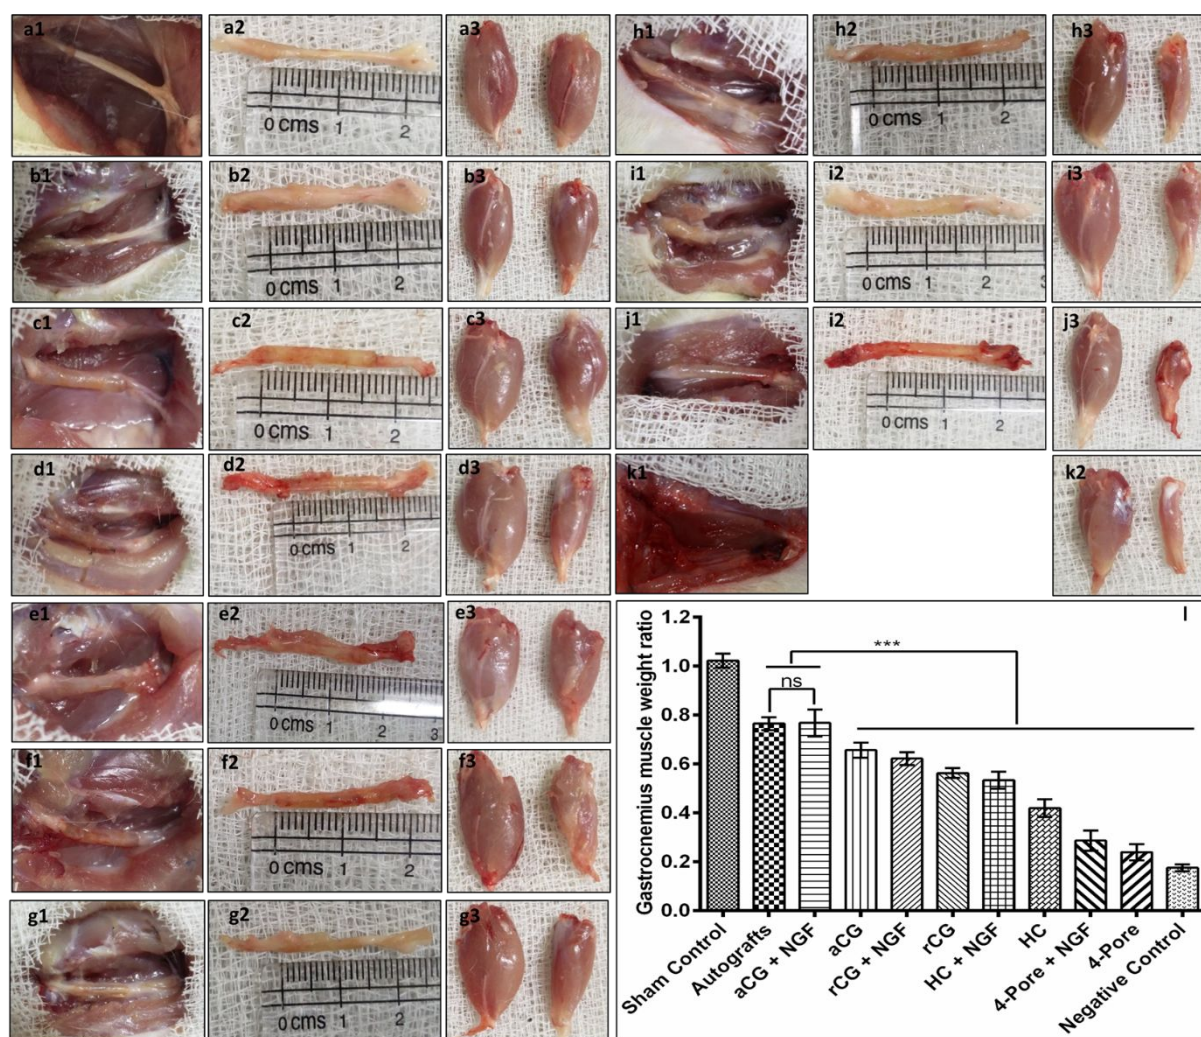 a1 a2 a3 h1 h2 h3
0 cms 1 2
0 cms 1 2
b1 b2 b3 i1 i2 i3
0 cms 1 2
0 cms 1 2 3
c1 c2 c3 j1 i2 j3
0 cms 1 2
0 cms 1 2
d1 d2 d3 k1 k2
0 cms 1 2
e1 e2 e3
0 cms 1 2 3
f1 f2 f3
0 cms 1 2
g1 g2 g3
0 cms 1 2
l
Gastrocnemius muscle weight ratio
1.2
1.0
0.8
0.6
0.4
0.2
0.0
***
ns
Sham Control
Autografts
aCG + NGF
aCG
rCG + NGF
rCG
HC + NGF
HC
4-Pore + NGF
4-Pore
Negative Control